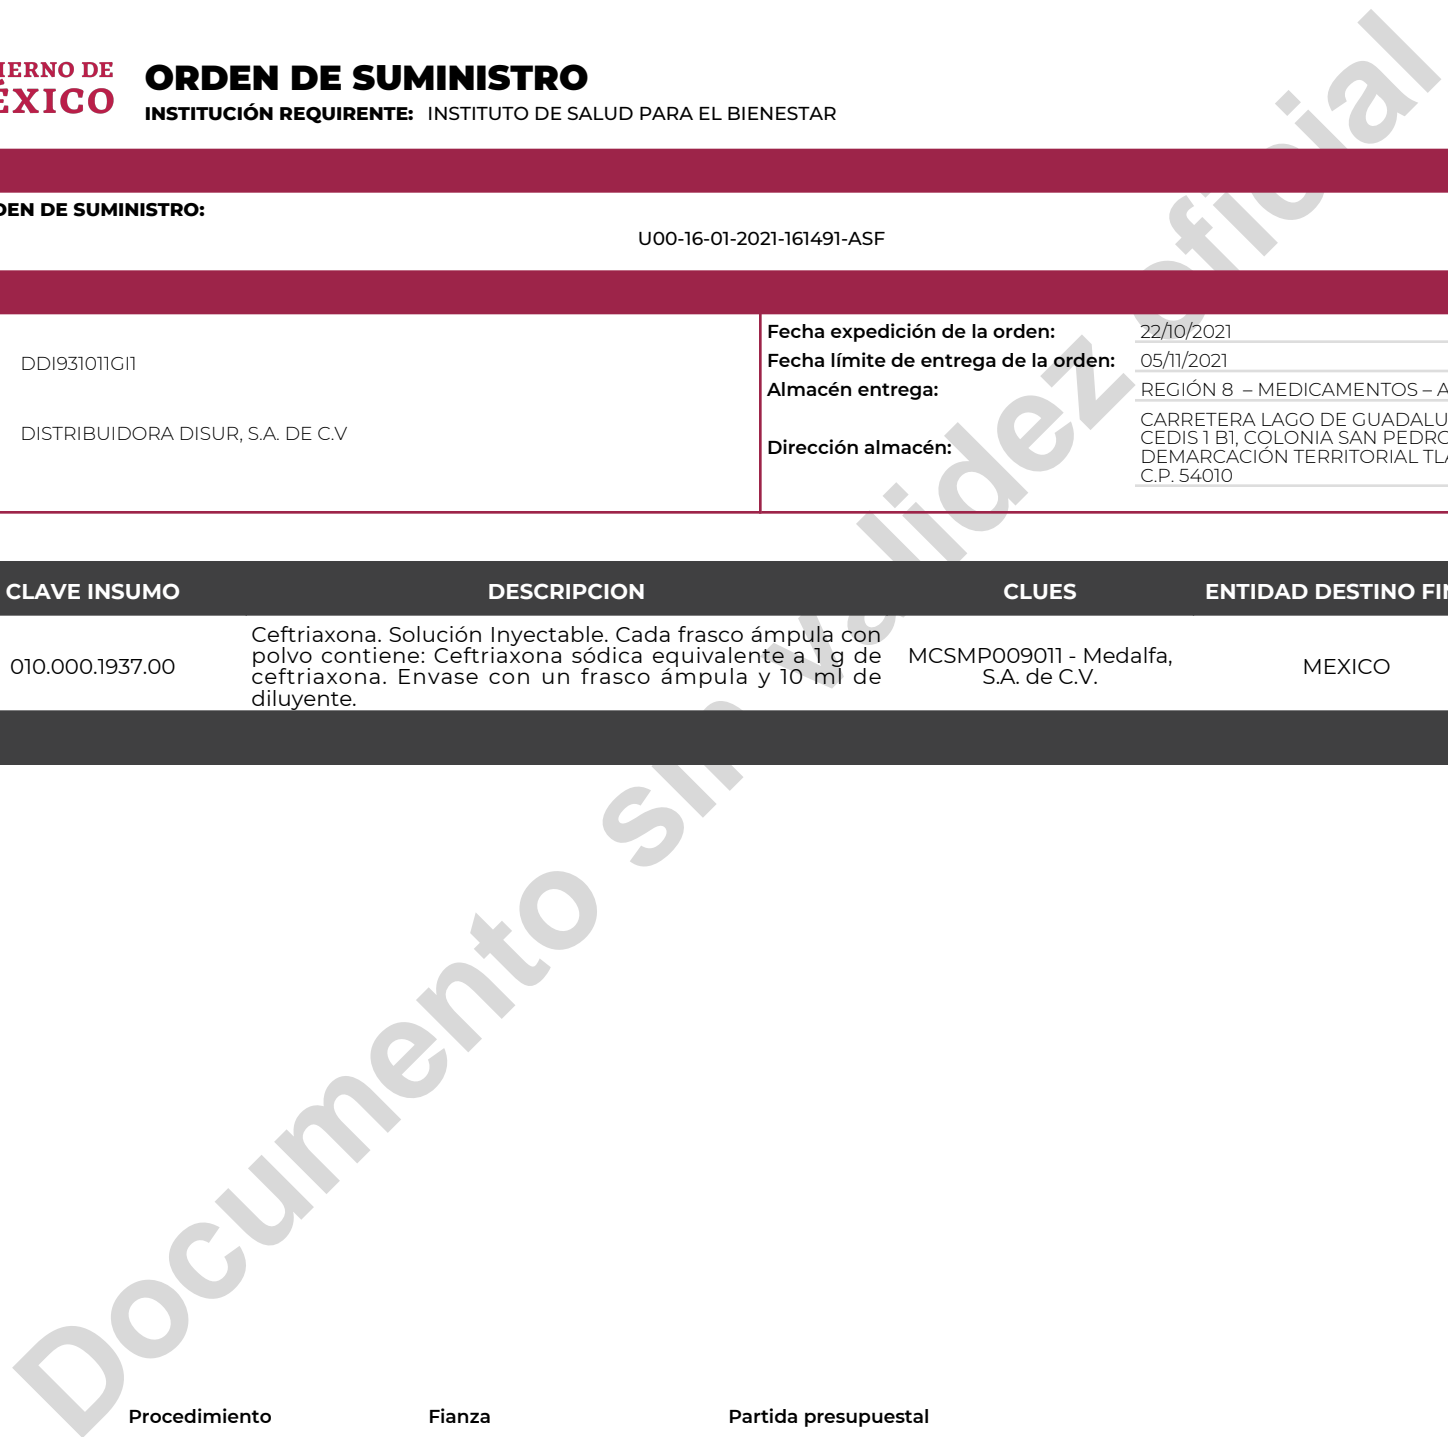 IERNO DE
ÉXICO
ORDEN DE SUMINISTRO
INSTITUCIÓN REQUIRENTE: INSTITUTO DE SALUD PARA EL BIENESTAR
DEN DE SUMINISTRO:
U00-16-01-2021-161491-ASF
DDI931011GI1
DISTRIBUIDORA DISUR, S.A. DE C.V
Fecha expedición de la orden: 22/10/2021
Fecha límite de entrega de la orden: 05/11/2021
Almacén entrega: REGIÓN 8 – MEDICAMENTOS – A
Dirección almacén:
CARRETERA LAGO DE GUADALU
CEDIS 1 B1, COLONIA SAN PEDRO
DEMARCACIÓN TERRITORIAL TLA
C.P. 54010
CLAVE INSUMO DESCRIPCION CLUES ENTIDAD DESTINO FIN
010.000.1937.00
Ceftriaxona. Solución Inyectable. Cada frasco ámpula con
polvo contiene: Ceftriaxona sódica equivalente a 1 g de
ceftriaxona. Envase con un frasco ámpula y 10 ml de
diluyente.
MCSMP009011 - Medalfa,
S.A. de C.V.
MEXICO
Documento sin validez oficial
Procedimiento Fianza Partida presupuestal